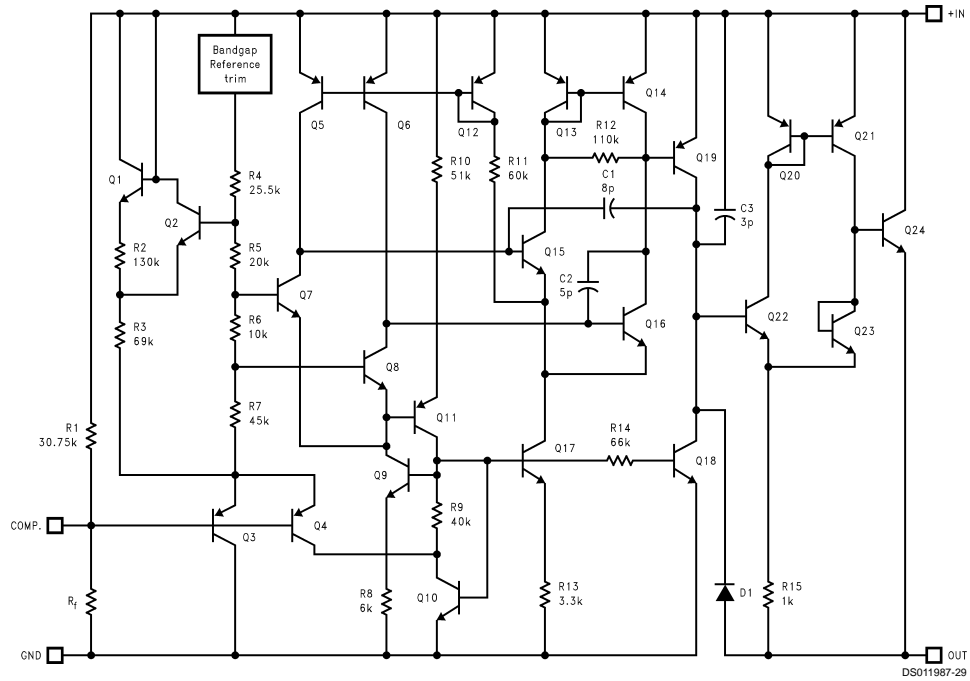 +IN
Bandgap
Reference
trim
Q5
Q6
Q12
Q13
Q14
R12
110k
Q19
Q20
Q21
Q1
Q2
R4
25.5k
R10
51k
R11
60k
C1
8p
C3
3p
Q24
R2
130k
R5
20k
Q15
C2
5p
Q7
R3
69k
R6
10k
Q16
Q22
Q23
Q8
R7
45k
Q11
R1
30.75k
Q9
Q17
R14
66k
Q18
R9
40k
COMP.
Q3
Q4
Rf
R8
6k
Q10
R13
3.3k
D1
R15
1k
GND
OUT
DS011987-29